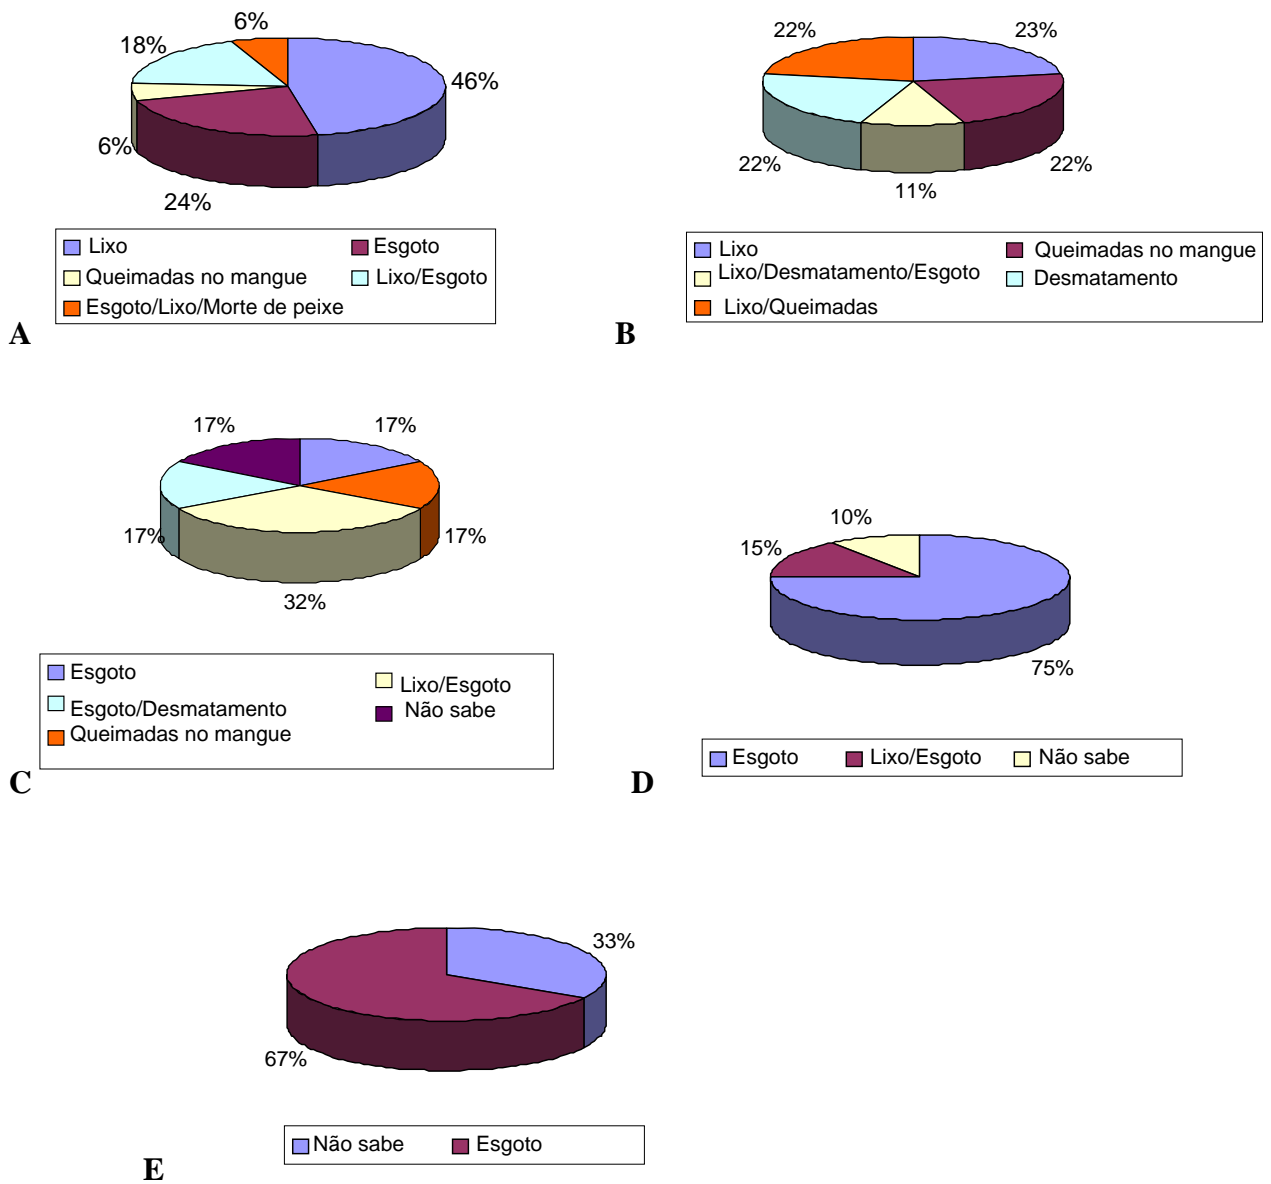 6%
18%
46%
6%
24%
Lixo Esgoto
Queimadas no mangue Lixo/Esgoto
Esgoto/Lixo/Morte de peixe
A
22% 23%
22% 22%
11%
Lixo Queimadas no mangue
Lixo/Desmatamento/Esgoto Desmatamento
Lixo/Queimadas
B
17% 17%
17% 17%
32%
Esgoto Lixo/Esgoto
Esgoto/Desmatamento Não sabe
Queimadas no mangue
C
10%
15%
75%
Esgoto Lixo/Esgoto Não sabe
D
33%
67%
Não sabe Esgoto
E